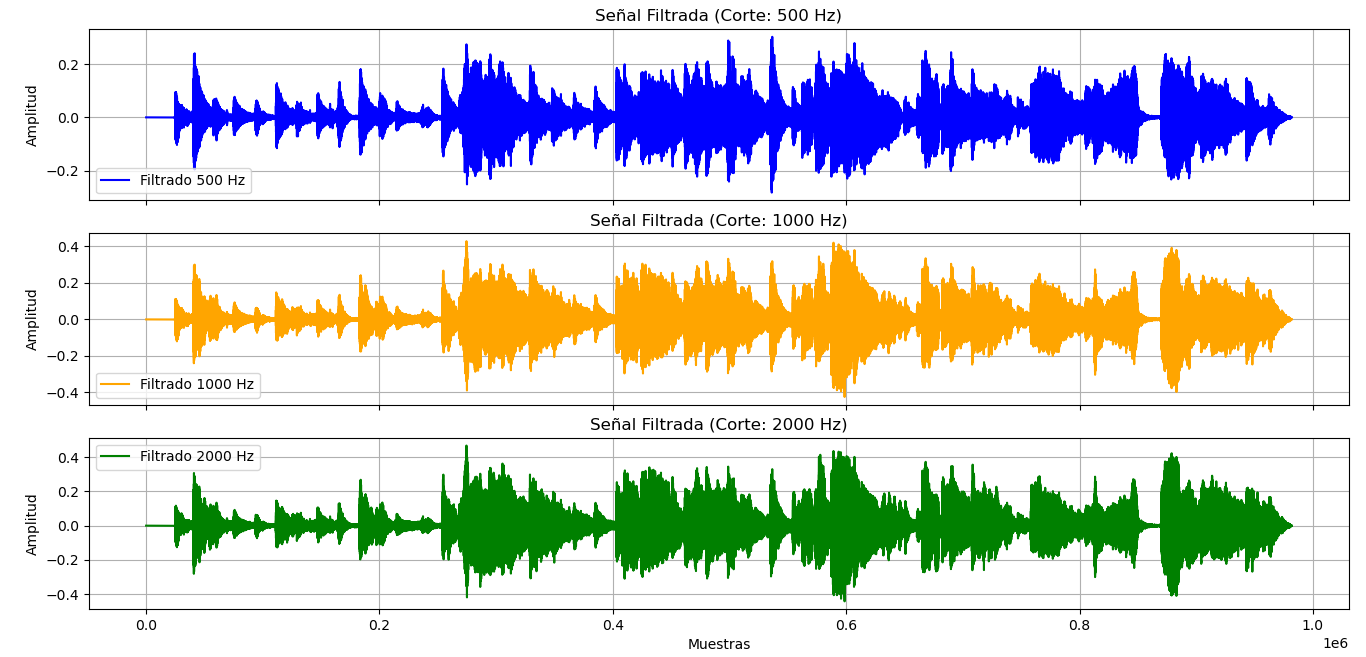 Señal Filtrada (Corte: 500 Hz)
0.2
0.0
−0.2
Amplitud
Filtrado 500 Hz
Señal Filtrada (Corte: 1000 Hz)
0.4
0.2
0.0
−0.2
−0.4
Amplitud
Filtrado 1000 Hz
Señal Filtrada (Corte: 2000 Hz)
0.4
0.2
0.0
−0.2
−0.4
Amplitud
Filtrado 2000 Hz
0.0 0.2 0.4 0.6 0.8 1.0
Muestras
1e6